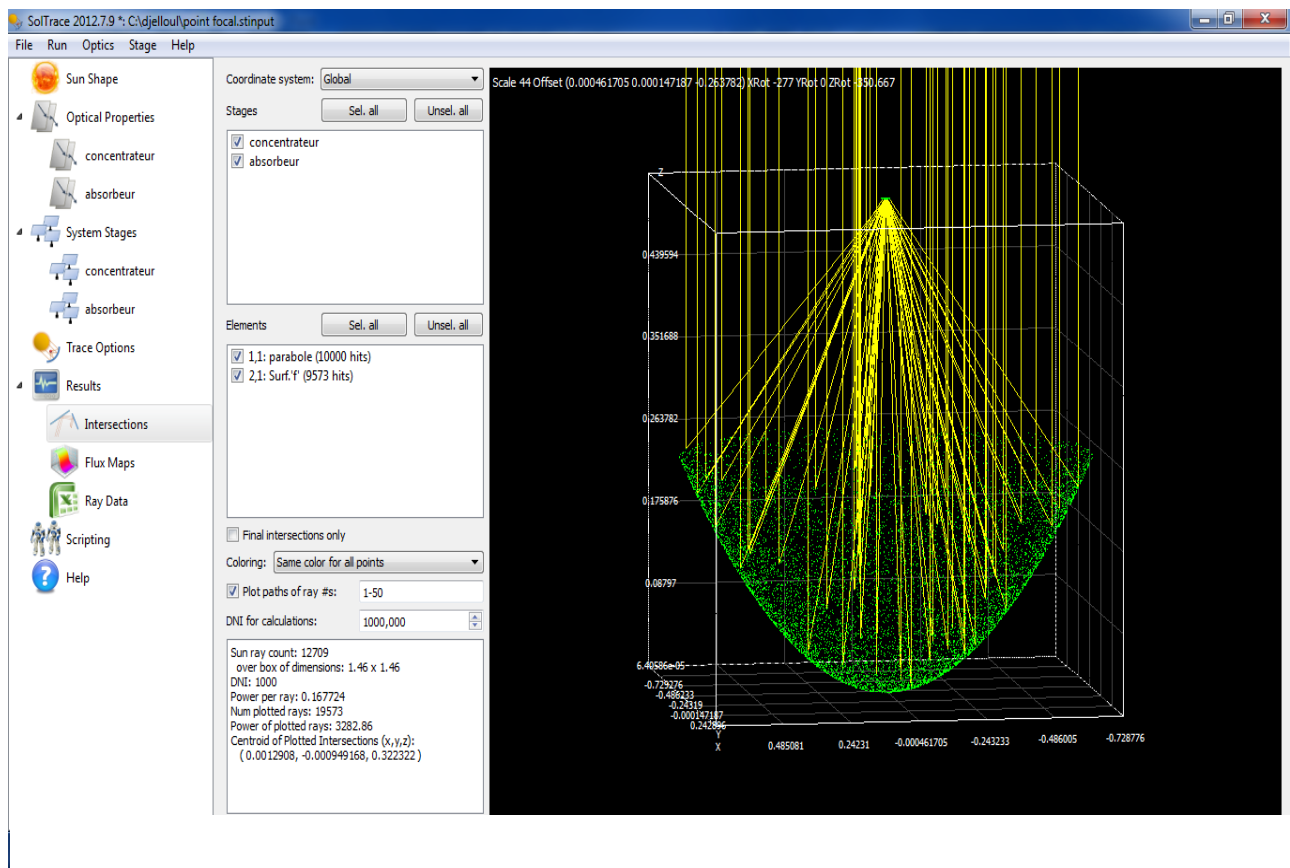 SolTrace 2012.7.9 *: C:\djelloul\point focal.stinput
File Run Optics Stage Help
Sun Shape
Optical Properties
concentrateur
absorbeur
System Stages
concentrateur
absorbeur
Trace Options
Results
Intersections
Flux Maps
Ray Data
Scripting
Help
Coordinate system: Global
Stages Sel. all Unsel. all
concentrateur
absorbeur
Elements Sel. all Unsel. all
1,1: parabole (10000 hits)
2,1: Surf.'f' (9573 hits)
Final intersections only
Coloring: Same color for all points
Plot paths of ray #s: 1-50
DNI for calculations: 1000,000
Sun ray count: 12709
over box of dimensions: 1.46 x 1.46
DNI: 1000
Power per ray: 0.167724
Num plotted rays: 19573
Power of plotted rays: 3282.86
Centroid of Plotted Intersections (x,y,z):
( 0.0012908, -0.000949168, 0.322322 )
Scale 44 Offset (0.000461705 0.000147187 -0.263782) XRot -277 YRot 0 ZRot -350.667
Z
0.439594
0.351688
0.263782
0.175876
0.08797
6.40586e-05
-0.729276
-0.486233
-0.24319
-0.000147187
0.242896
Y
X
0.485081 0.24231 -0.000461705 -0.243233 -0.486005 -0.728776